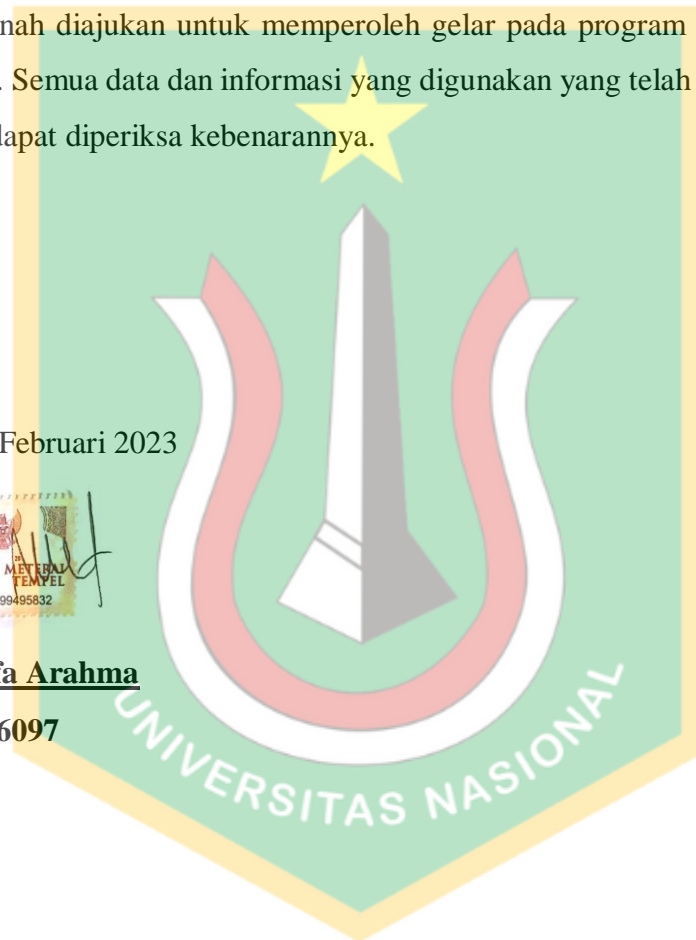 nah diajukan untuk memperoleh gelar pada program
. Semua data dan informasi yang digunakan yang telah
dapat diperiksa kebenarannya.
Februari 2023
METERAI
TEMPEL
99495832
fa Arahma
6097
UNIVERSITAS NASIONAL